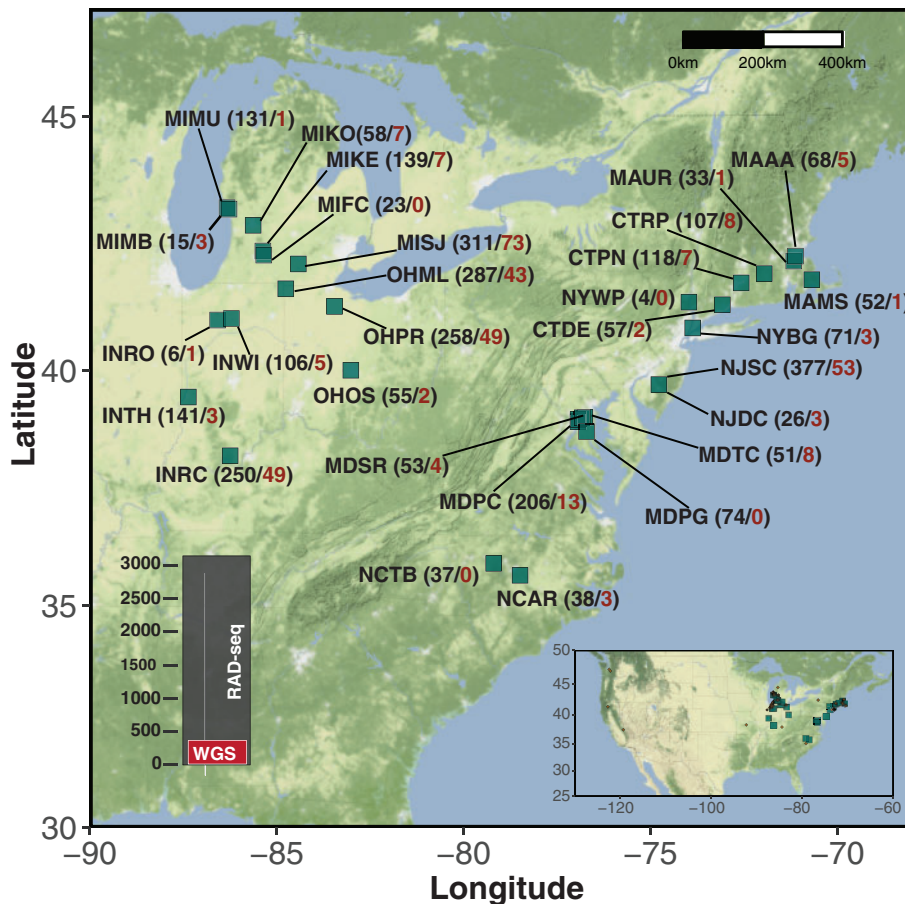 0km 200km 400km
45
40
35
30
Latitude
MIMU (131/1)
MIKO(58/7)
MIKE (139/7)
MIFC (23/0)
MIMB (15/3)
MISJ (311/73)
OHML (287/43)
OHPR (258/49)
INRO (6/1)
INWI (106/5)
OHOS (55/2)
INTH (141/3)
INRC (250/49)
MAAA (68/5)
MAUR (33/1)
CTRP (107/8)
CTPN (118/7)
NYWP (4/0)
MAMS (52/1)
CTDE (57/2)
NYBG (71/3)
NJSC (377/53)
NJDC (26/3)
MDSR (53/4)
MDTC (51/8)
MDPC (206/13)
MDPG (74/0)
NCTB (37/0)
NCAR (38/3)
3000
2500
2000
1500
1000
500
0
RAD-seq
WGS
50
45
40
35
30
25
−120 −100 −80 −60
−90 −85 −80 −75 −70
Longitude